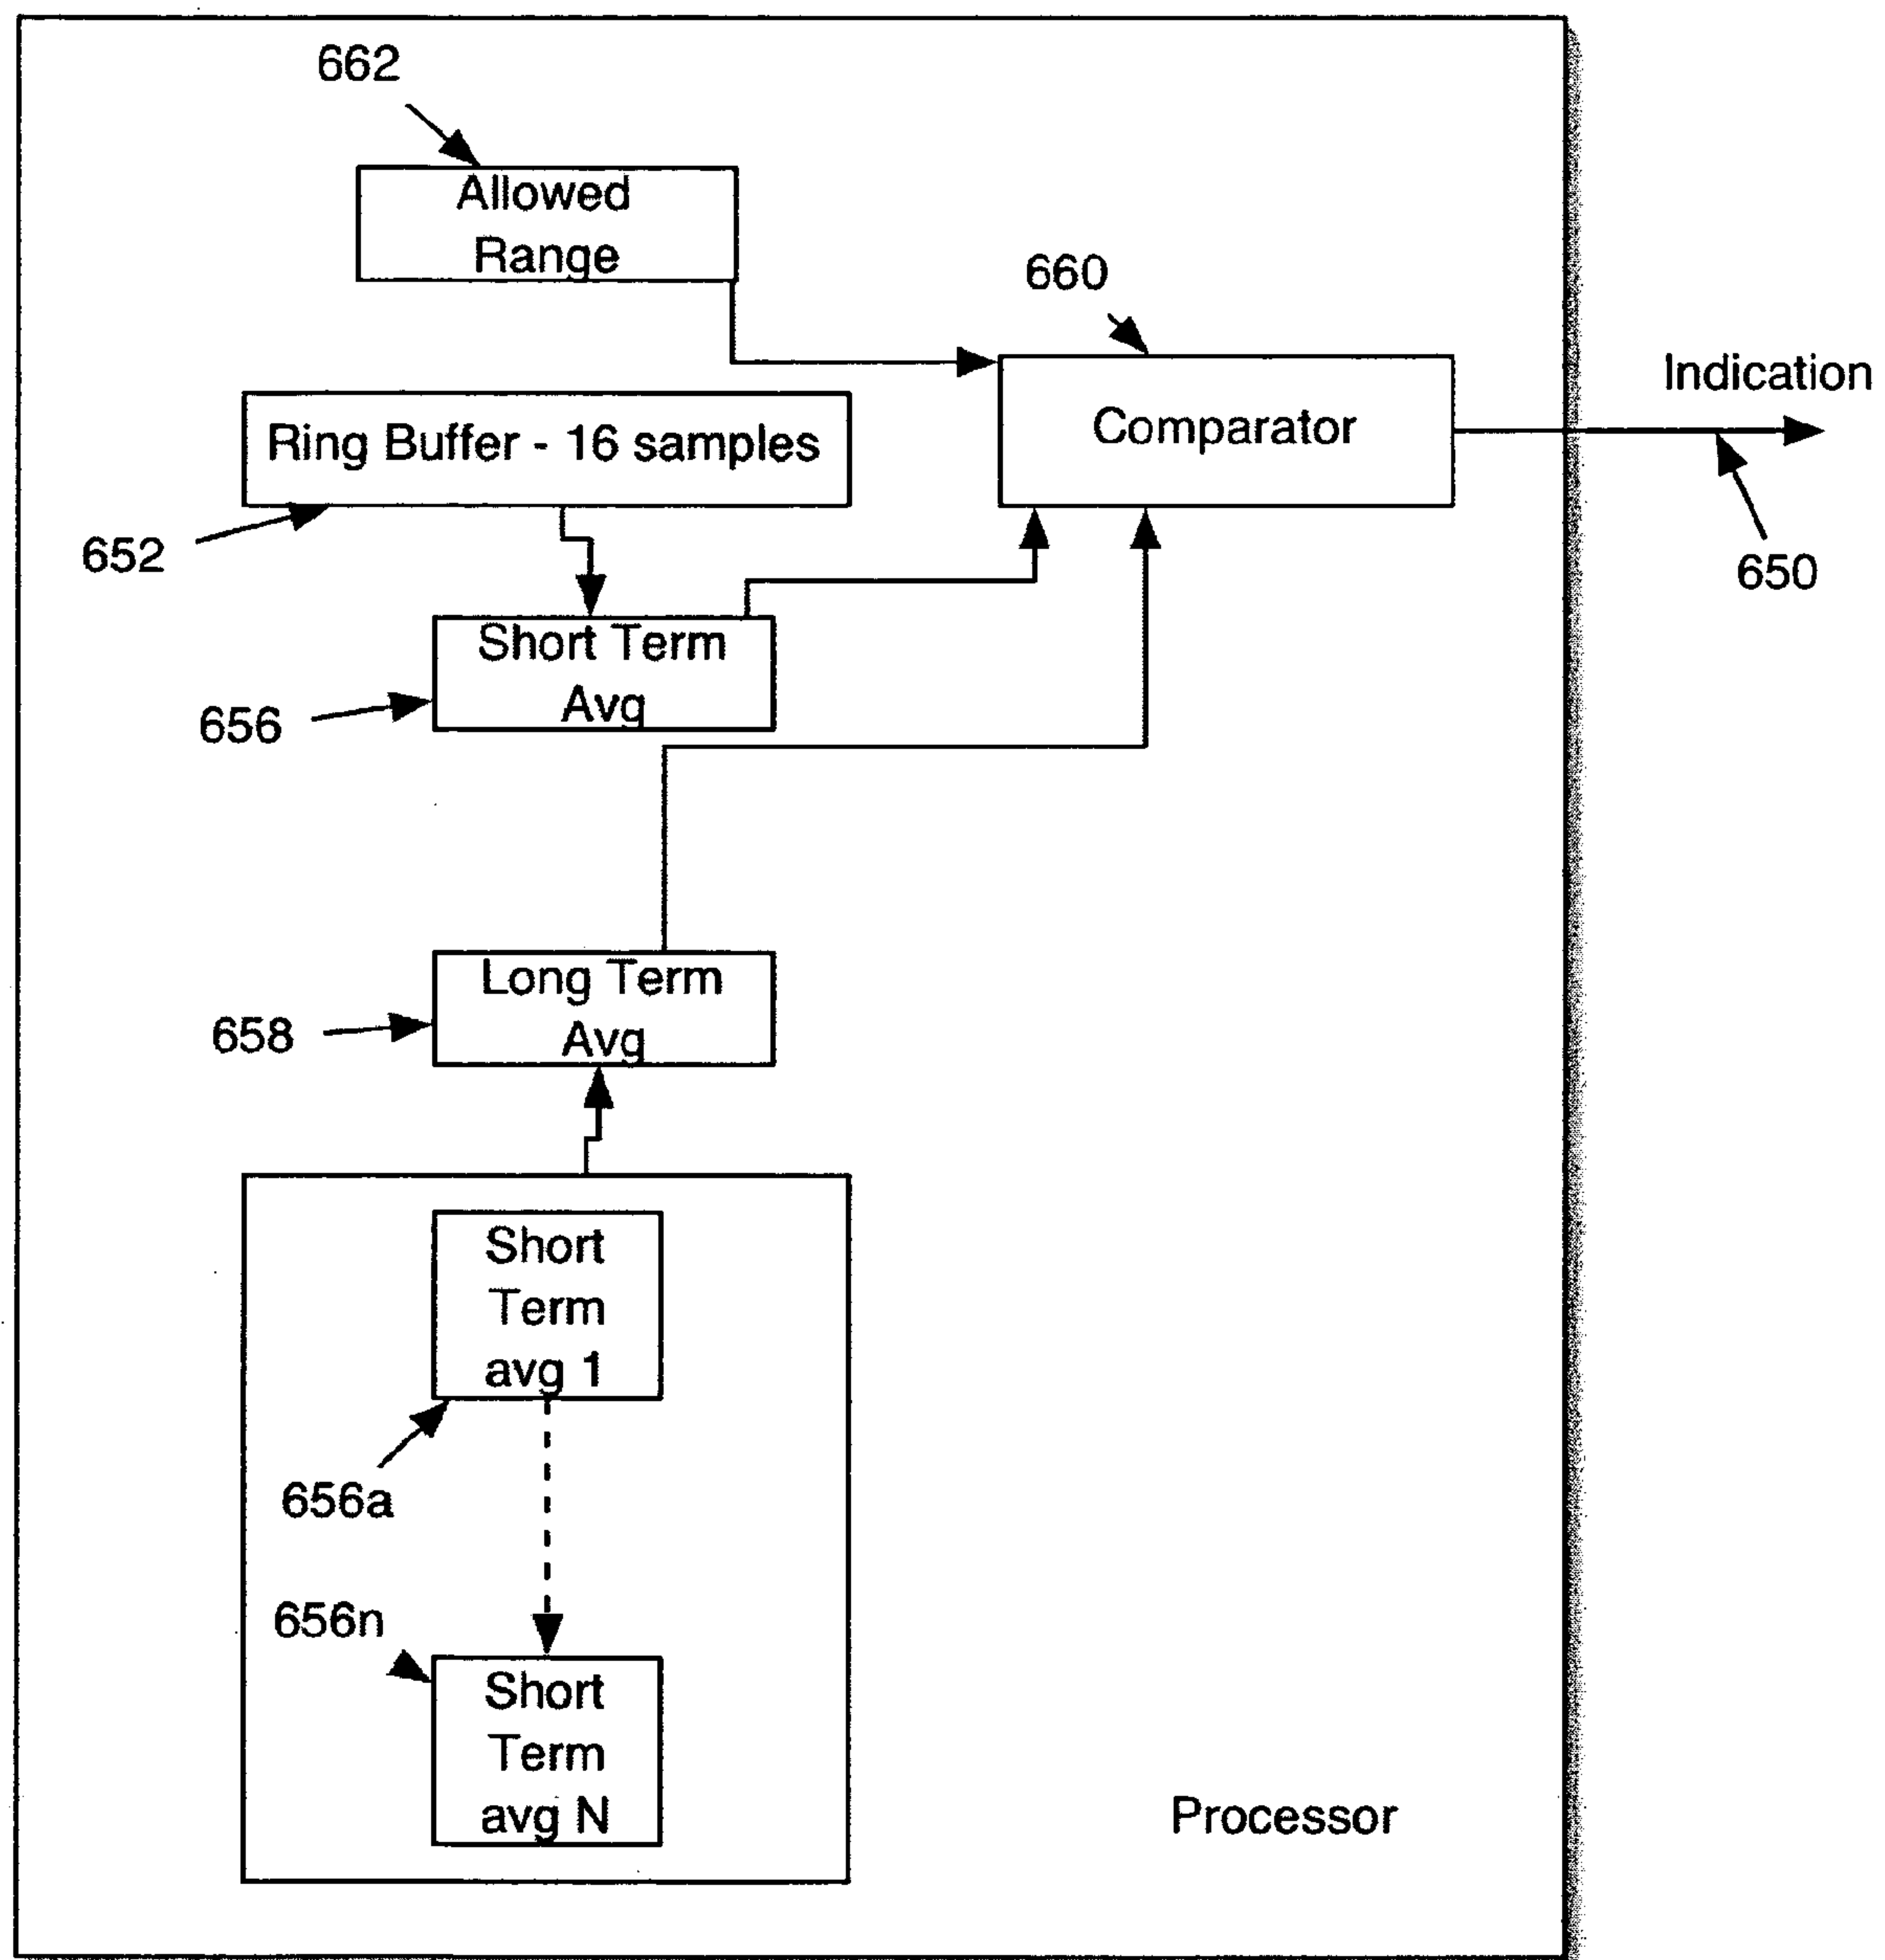 662
Allowed
Range
660
Indication
Comparator
Ring Buffer - 16 samples
652
650
Short Term
Avg
656
Long Term
Avg
658
Short
Term
avg 1
656a
656n
Short
Term
avg N
Processor